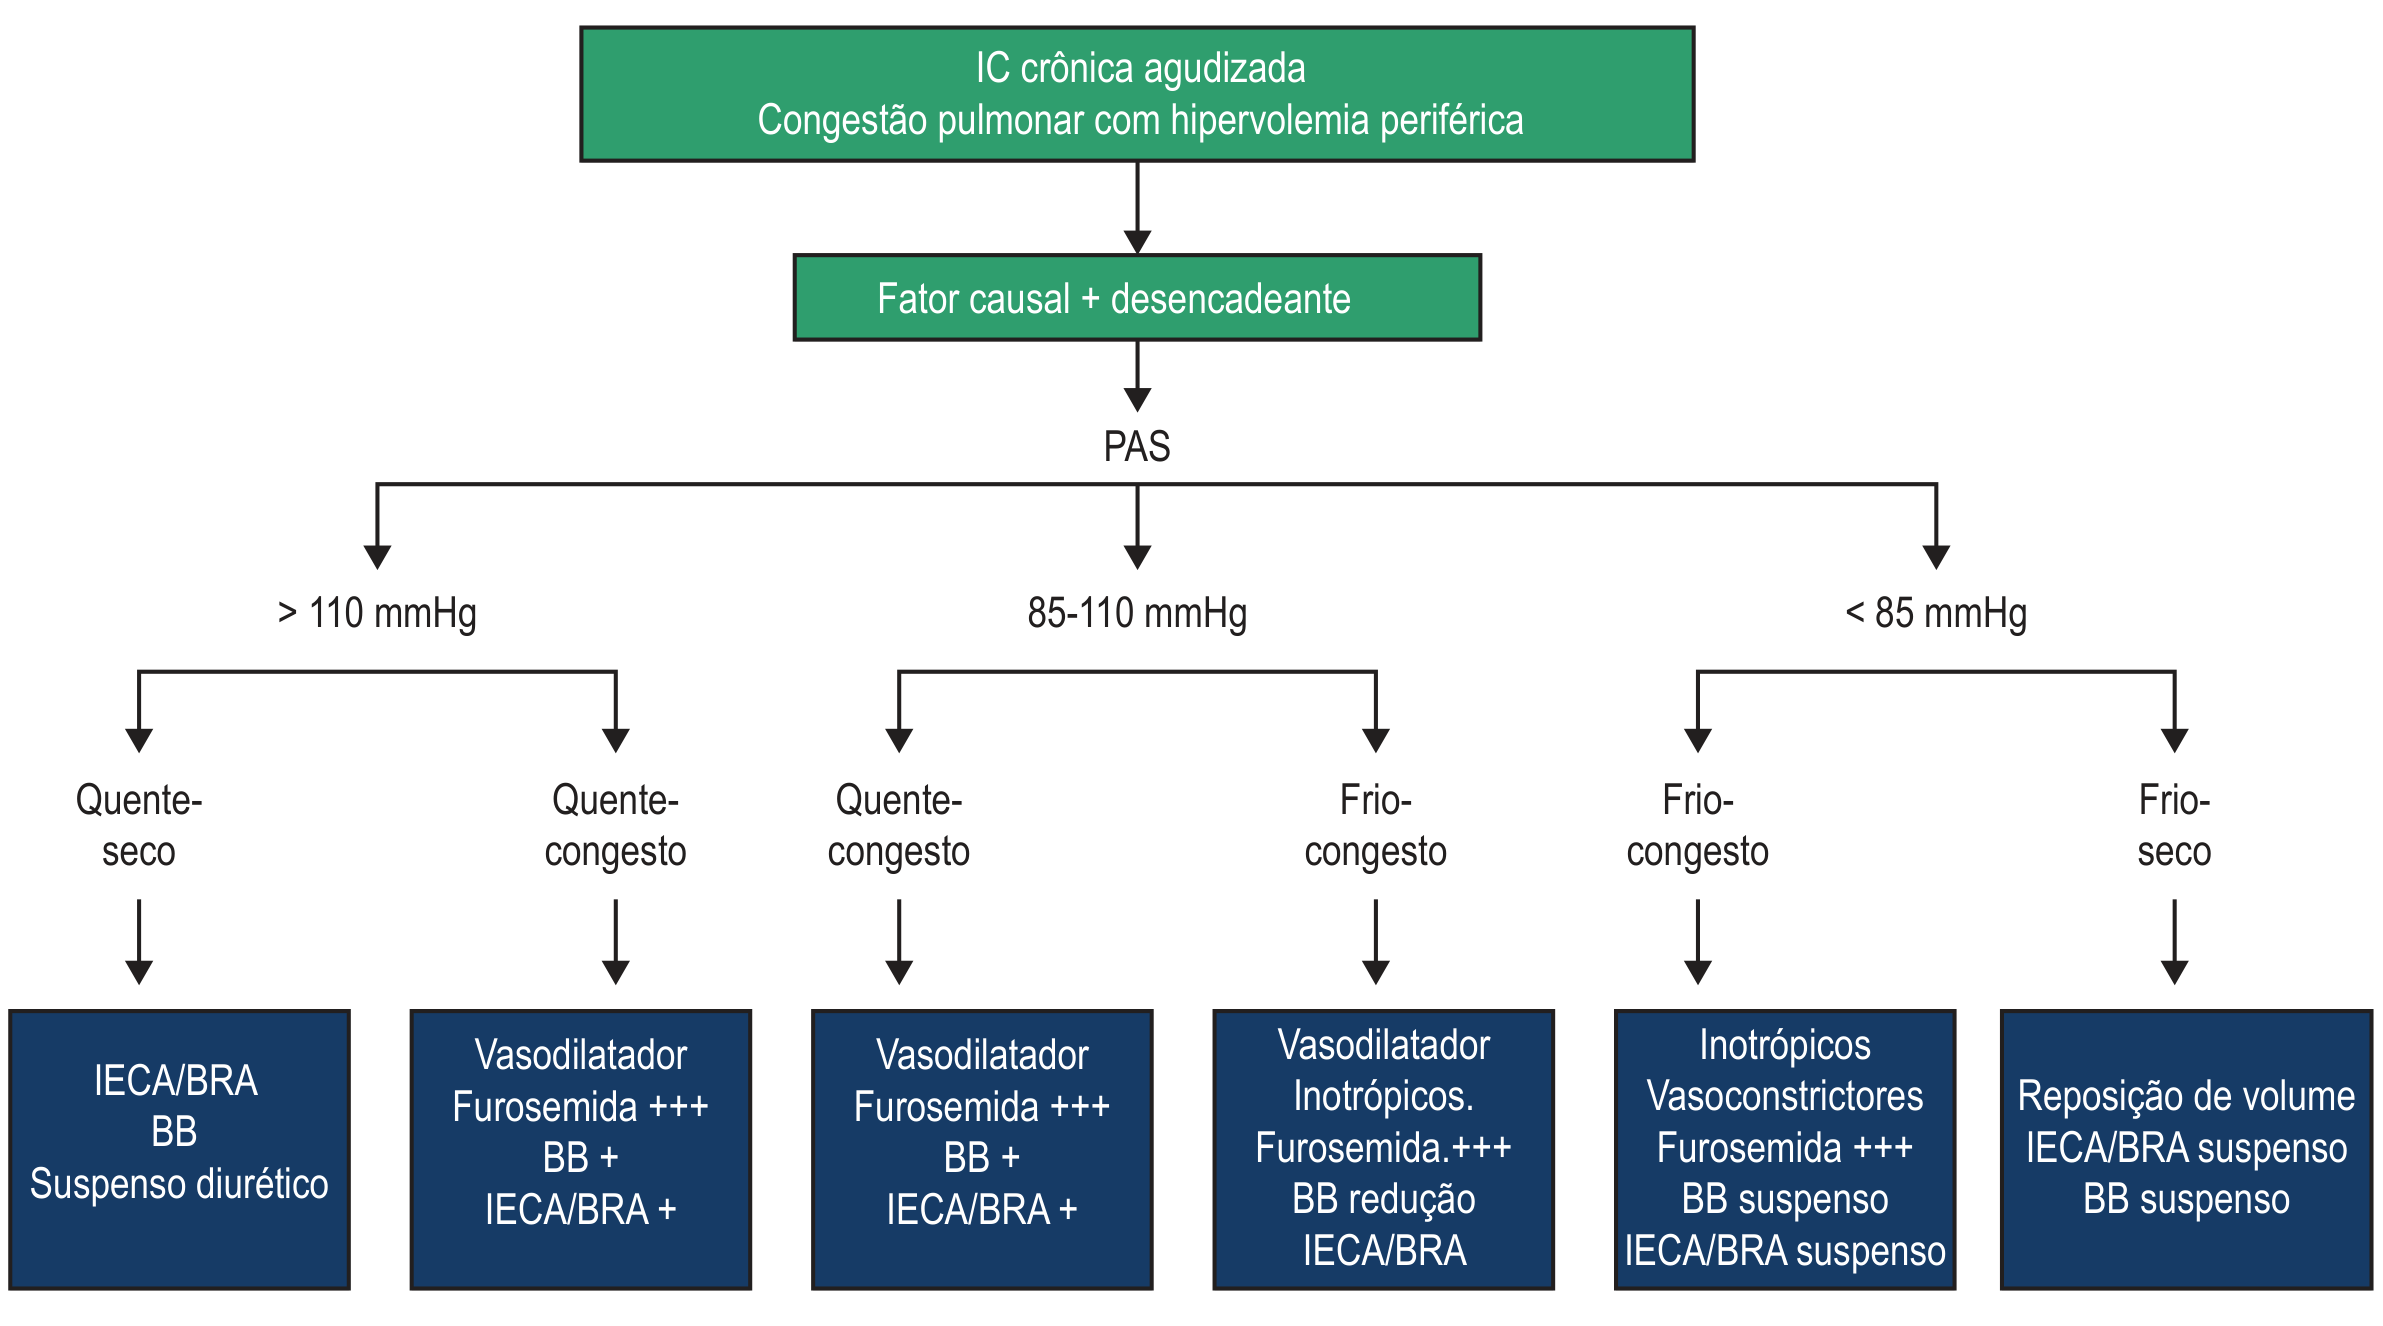 IC crônica agudizada
Congestão pulmonar com hipervolemia periférica
Fator causal + desencadeante
PAS
> 110 mmHg
85-110 mmHg
< 85 mmHg
Quente-
seco
Quente-
congesto
Quente-
congesto
Frio-
congesto
Frio-
congesto
Frio-
seco
IECA/BRA
BB
Suspenso diurético
Vasodilatador
Furosemida +++
BB +
IECA/BRA +
Vasodilatador
Furosemida +++
BB +
IECA/BRA +
Vasodilatador
Inotrópicos.
Furosemida.+++
BB redução
IECA/BRA
Inotrópicos
Vasoconstrictores
Furosemida +++
BB suspenso
IECA/BRA suspenso
Reposição de volume
IECA/BRA suspenso
BB suspenso